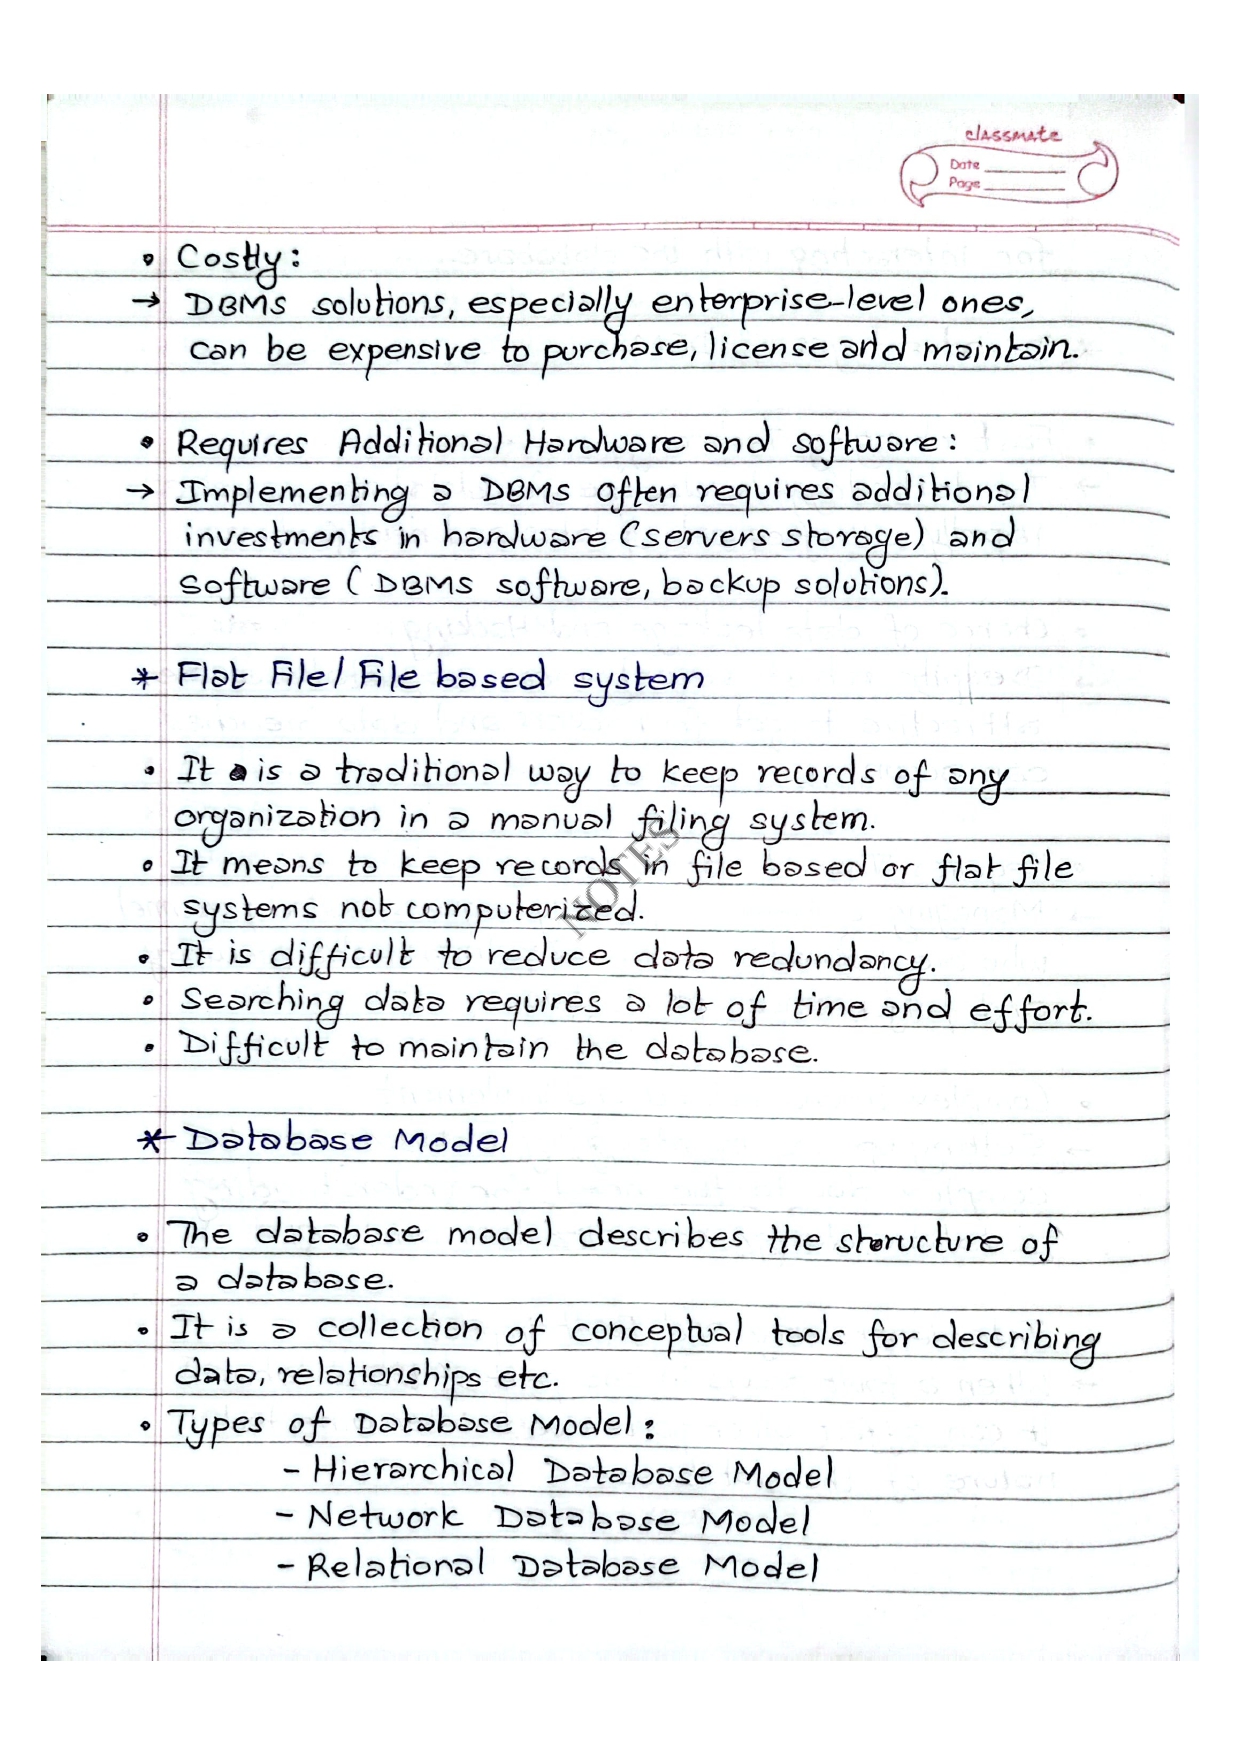 classmate
Date
Page
• Costly:
→ DBMS solutions, especially enterprise-level ones,
can be expensive to purchase, license and maintain.
• Requires Additional Hardware and software:
→ Implementing a DBMS often requires additional
investments in hardware (servers storage) and
software ( DBMS software, backup solutions).
* Flat File/ File based system
• It is a traditional way to keep records of any
organization in a manual filing system.
• It means to keep records in file based or flat file
systems not computerized.
• It is difficult to reduce data redundancy.
• Searching data requires a lot of time and effort.
• Difficult to maintain the database.
NOTES
* Database Model
• The database model describes the structure of
a database.
• It is a collection of conceptual tools for describing
data, relationships etc.
• Types of Database Model:
- Hierarchical Database Model
- Network Database Model
- Relational Database Model